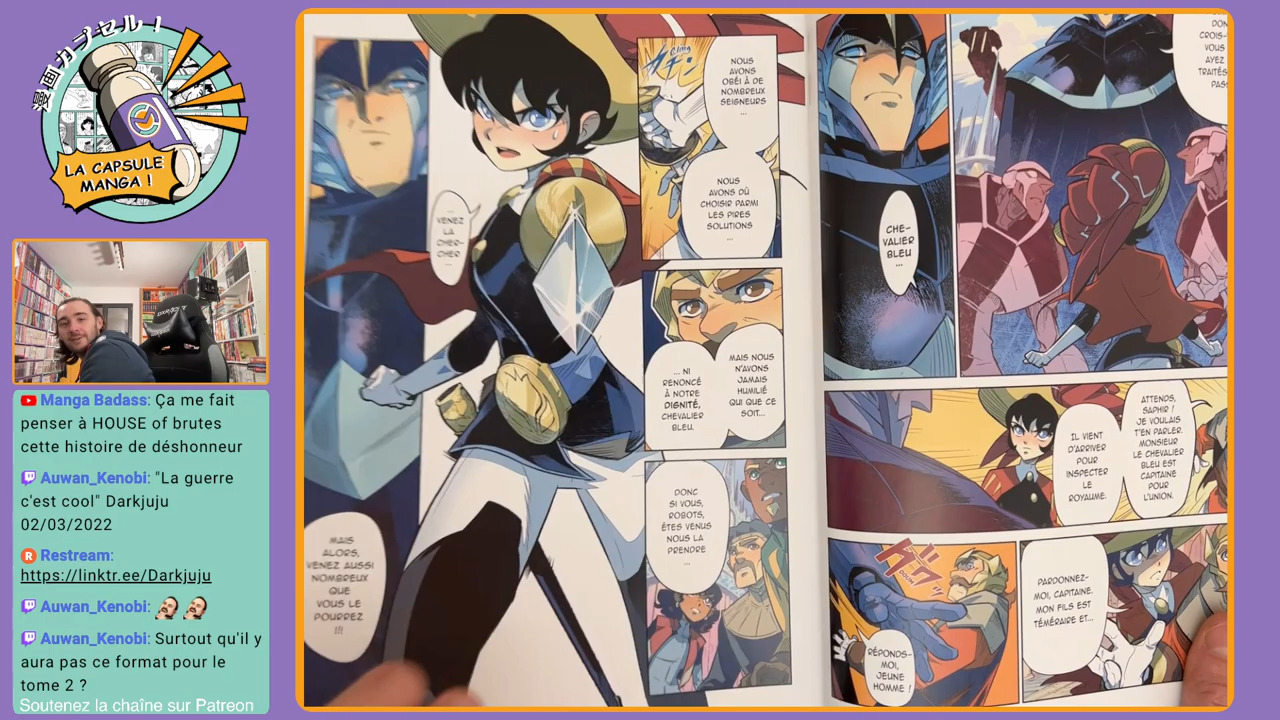 漫画カプセル！
LA CAPSULE
MANGA !
Manga Badass: Ça me fait
penser à HOUSE of brutes
cette histoire de déshonneur
Auwan_Kenobi: "La guerre
c'est cool" Darkjuju
02/03/2022
Restream:
https://linktr.ee/Darkjuju
Auwan_Kenobi:
Auwan_Kenobi: Surtout qu'il y
aura pas ce format pour le
tome 2 ?
Soutenez la chaîne sur Patreon
...
VENEZ
LA
CHER-
CHER
...
MAIS
ALORS,
VENEZ AUSSI
NOMBREUX
QUE
VOUS LE
POURREZ
!!!
NOUS
AVONS
OBÉI À DE
NOMBREUX
SEIGNEURS
...
NOUS
AVONS DÛ
CHOISIR PARMI
LES PIRES
SOLUTIONS
...
... NI
RENONCÉ
À NOTRE
DIGNITÉ,
CHEVALIER
BLEU.
MAIS NOUS
N'AVONS
JAMAIS
HUMILIÉ
QUI QUE CE
SOIT...
DONC
SI VOUS,
ROBOTS,
ÊTES VENUS
NOUS LA
PRENDRE
...
CHE-
VALIER
BLEU
...
CROIS-
VOUS
AYEZ
TRAITÉS
ATTENDS,
SAPHIR !
JE VOULAIS
T'EN PARLER.
MONSIEUR
LE CHEVALIER
BLEU EST
CAPITAINE
POUR
L'UNION.
IL VIENT
D'ARRIVER
POUR
INSPECTER
LE
ROYAUME.
RÉPONDS-
MOI,
JEUNE
HOMME !
PARDONNEZ-
MOI, CAPITAINE.
MON FILS EST
TÉMÉRAIRE ET...